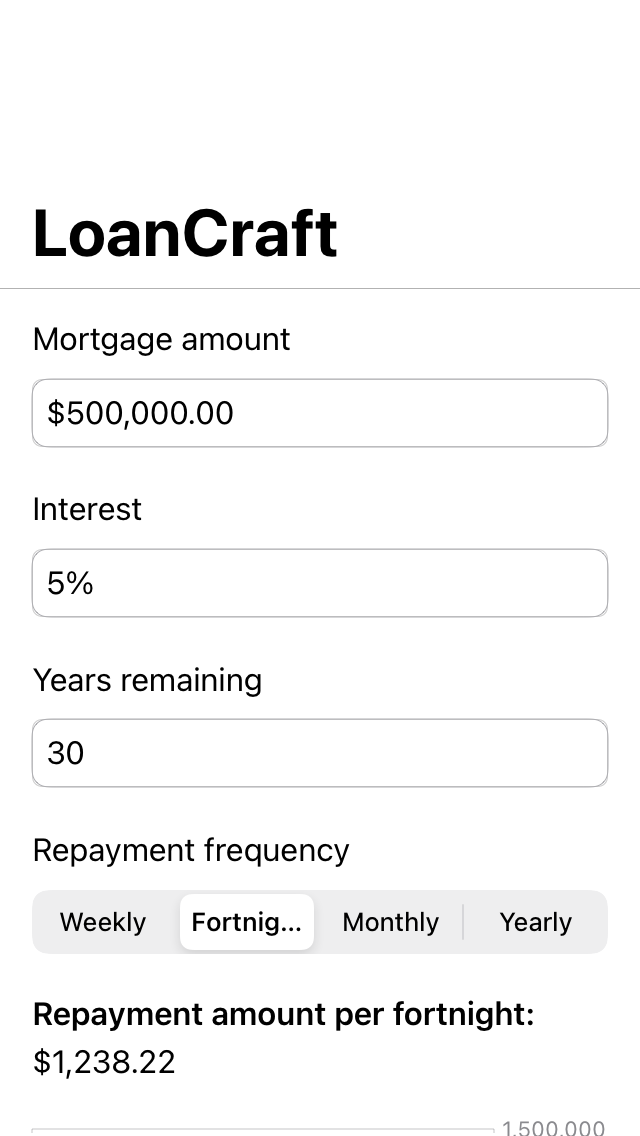 LoanCraft
Mortgage amount
$500,000.00
Interest
5%
Years remaining
30
Repayment frequency
Weekly Fortnig... Monthly Yearly
Repayment amount per fortnight:
$1,238.22
1,500,000